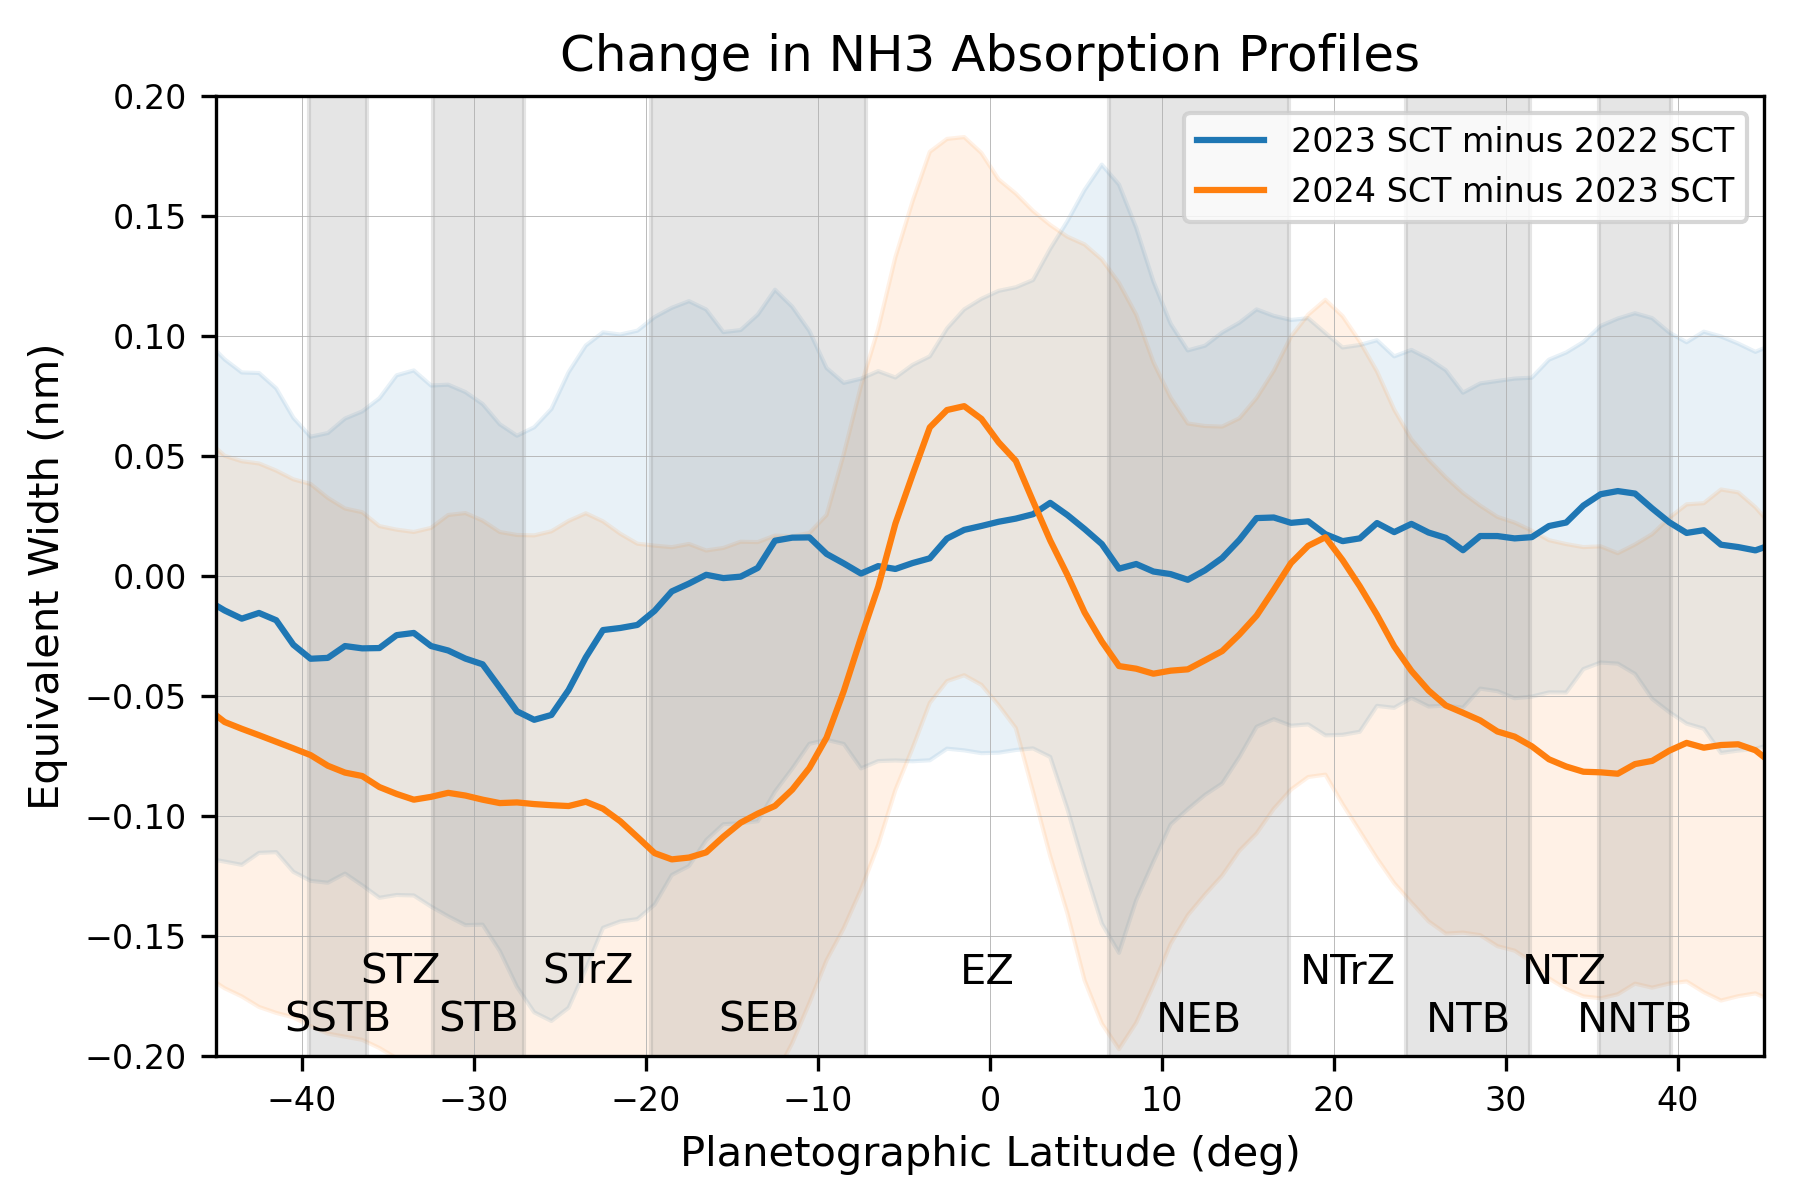 Change in NH3 Absorption Profiles
0.20
0.15
0.10
0.05
0.00
−0.05
−0.10
−0.15
−0.20
Equivalent Width (nm)
2023 SCT minus 2022 SCT
2024 SCT minus 2023 SCT
STZ
STrZ
EZ
NTrZ
NTZ
SSTB
STB
SEB
NEB
NTB
NNTB
−40
−30
−20
−10
0
10
20
30
40
Planetographic Latitude (deg)